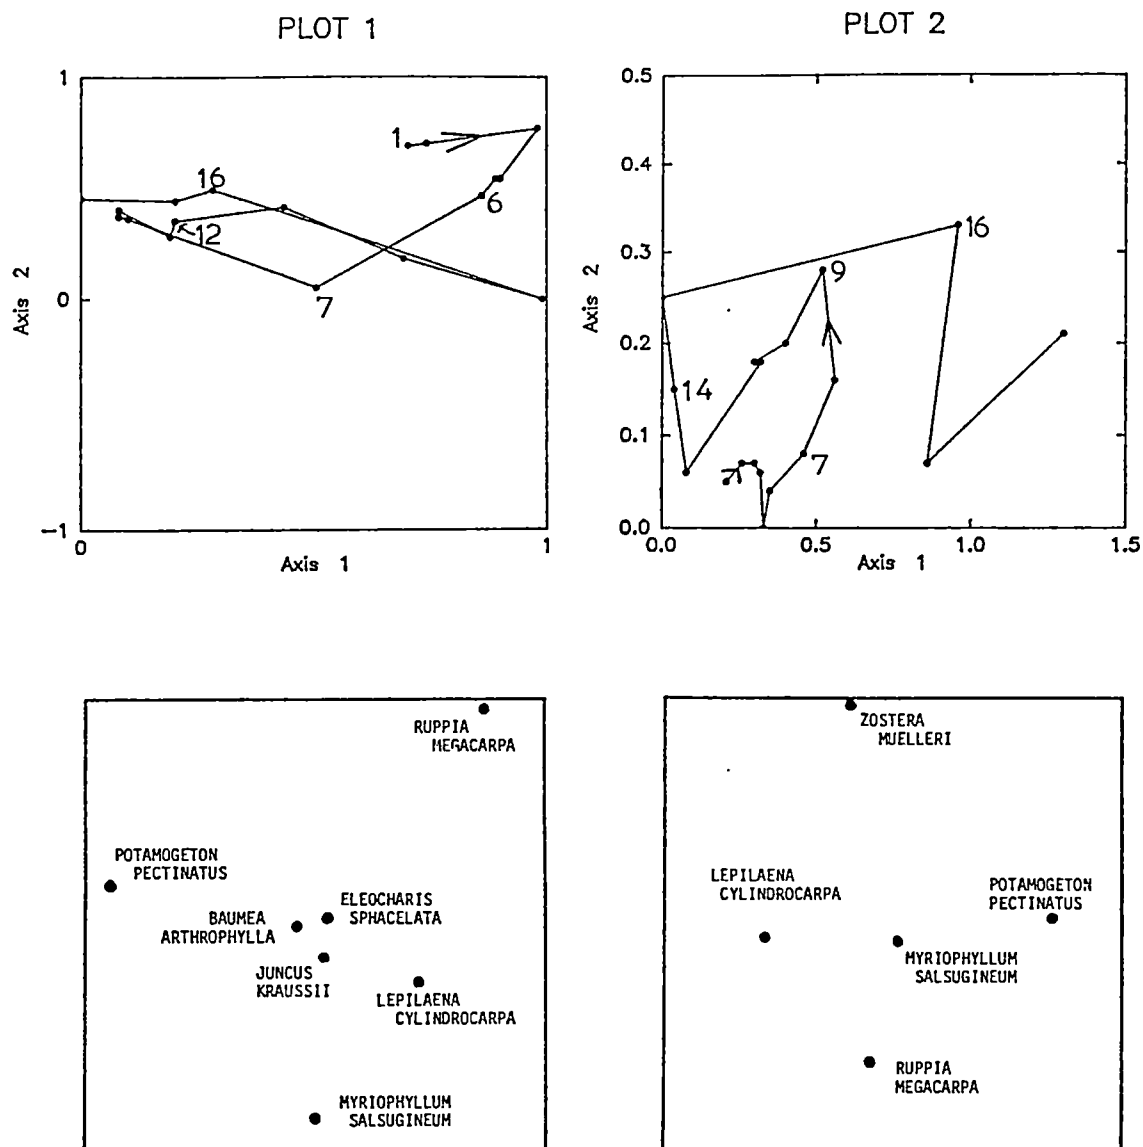 PLOT 1
1
Axis 2
0
-1
0
1
Axis 1
1
16
12
6
7
PLOT 2
0.5
0.4
0.3
0.2
0.1
0.0
Axis 2
0.0
0.5
1.0
1.5
Axis 1
16
9
14
7
RUPPIA
MEGACARPA
POTAMOGETON
PECTINATUS
ELEOCHARIS
SPHACELATA
BAUMEA
ARTHROPHYLLA
JUNCUS
KRAUSSII
LEPILAENA
CYLINDROCARPA
MYRIOPHYLLUM
SALSUGINEUM
ZOSTERA
MUELLERI
LEPILAENA
CYLINDROCARPA
POTAMOGETON
PECTINATUS
MYRIOPHYLLUM
SALSUGINEUM
RUPPIA
MEGACARPA